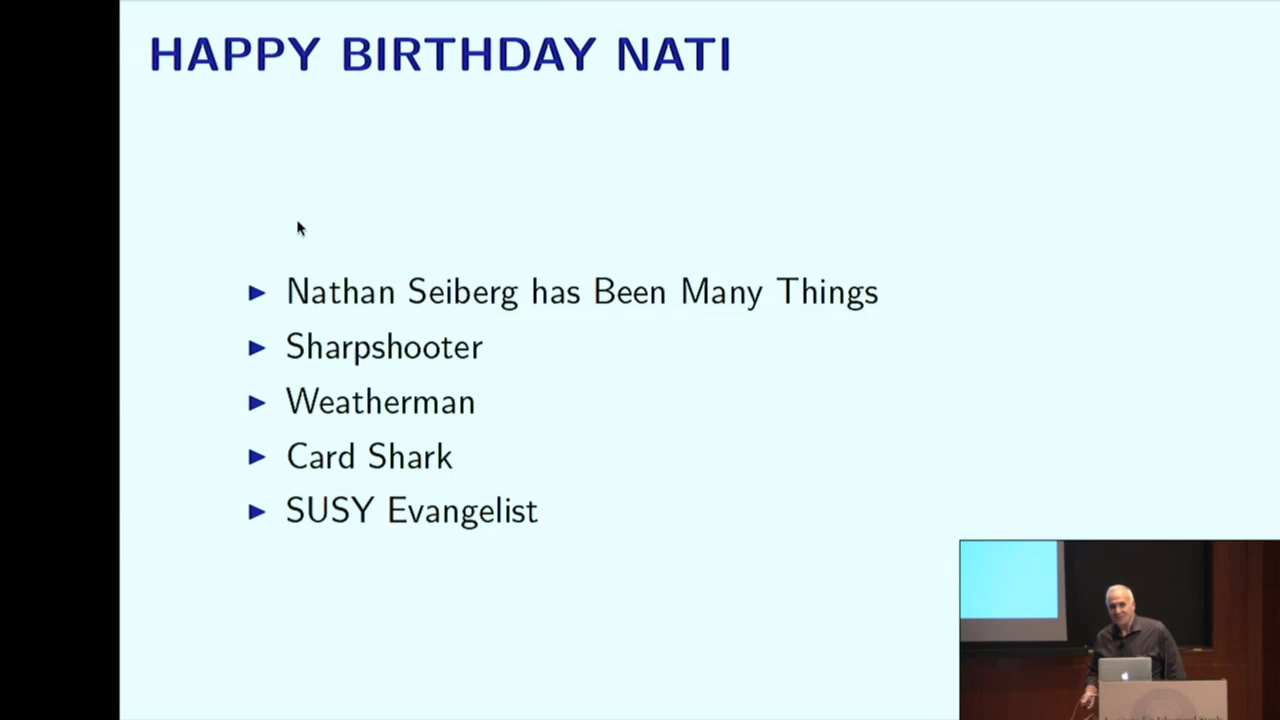 HAPPY BIRTHDAY NATI
Nathan Seiberg has Been Many Things
Sharpshooter
Weatherman
Card Shark
SUSY Evangelist